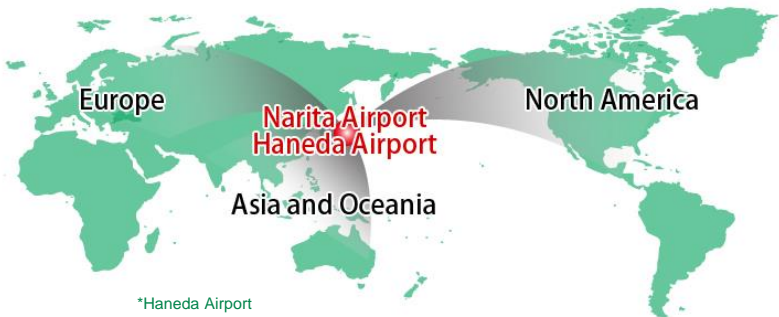 Europe
North America
Narita Airport
Haneda Airport
Asia and Oceania
*Haneda Airport